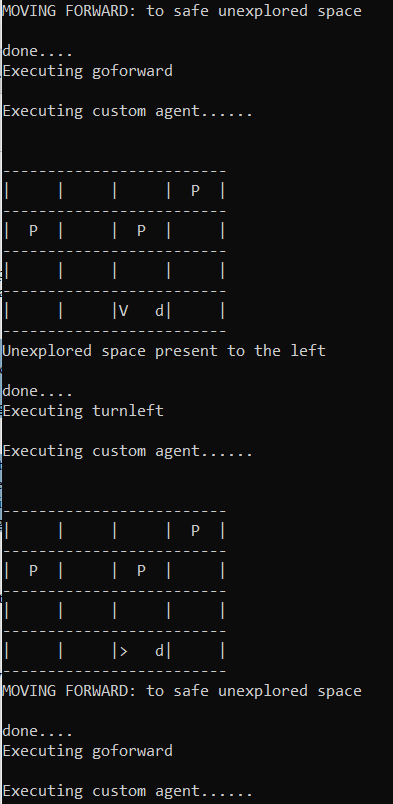 MOVING FORWARD: to safe unexplored space
done....
Executing goforward
Executing custom agent......
-------------------------
|     |     |     |  P  |
-------------------------
|  P  |     |  P  |     |
-------------------------
|     |     |     |     |
-------------------------
|     |     |V   d|     |
-------------------------
Unexplored space present to the left
done....
Executing turnleft
Executing custom agent......
-------------------------
|     |     |     |  P  |
-------------------------
|  P  |     |  P  |     |
-------------------------
|     |     |     |     |
-------------------------
|     |     |>   d|     |
-------------------------
MOVING FORWARD: to safe unexplored space
done....
Executing goforward
Executing custom agent......